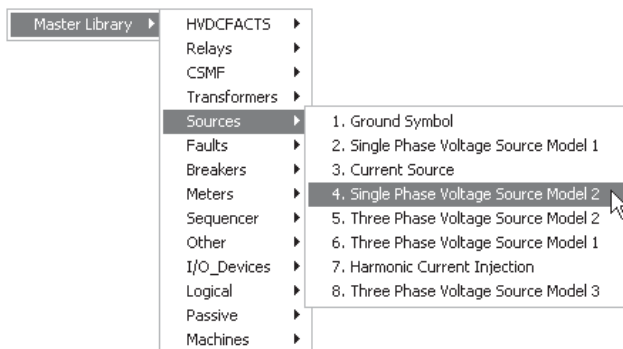 Master Library
HVDCFACTS
Relays
CSMF
Transformers
Sources
Faults
Breakers
Meters
Sequencer
Other
I/O_Devices
Logical
Passive
Machines
1. Ground Symbol
2. Single Phase Voltage Source Model 1
3. Current Source
4. Single Phase Voltage Source Model 2
5. Three Phase Voltage Source Model 2
6. Three Phase Voltage Source Model 1
7. Harmonic Current Injection
8. Three Phase Voltage Source Model 3